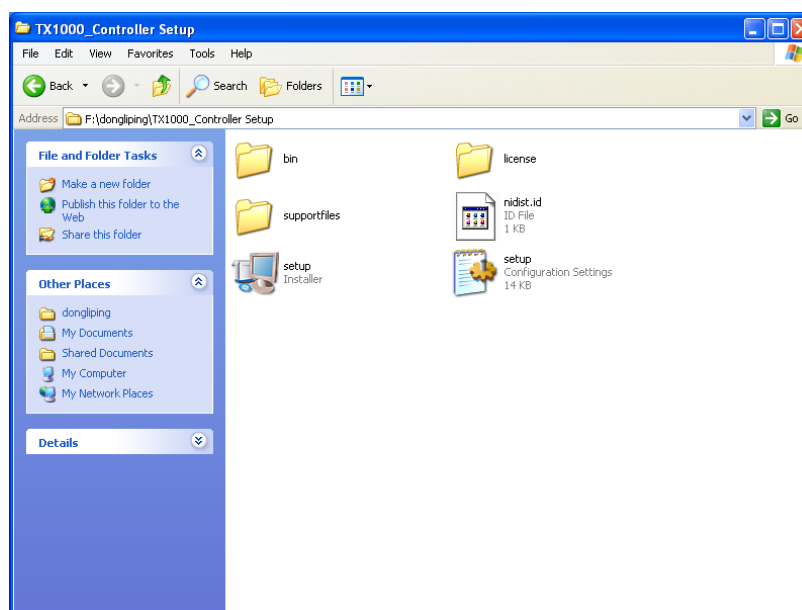 TX1000_Controller Setup
File Edit View Favorites Tools Help
Back Search Folders
Address F:\dongliping\TX1000_Controller Setup Go
File and Folder Tasks
Make a new folder
Publish this folder to the
Web
Share this folder
Other Places
dongliping
My Documents
Shared Documents
My Computer
My Network Places
Details
bin
license
supportfiles
nidist.id
ID File
1 KB
setup
Installer
setup
Configuration Settings
14 KB